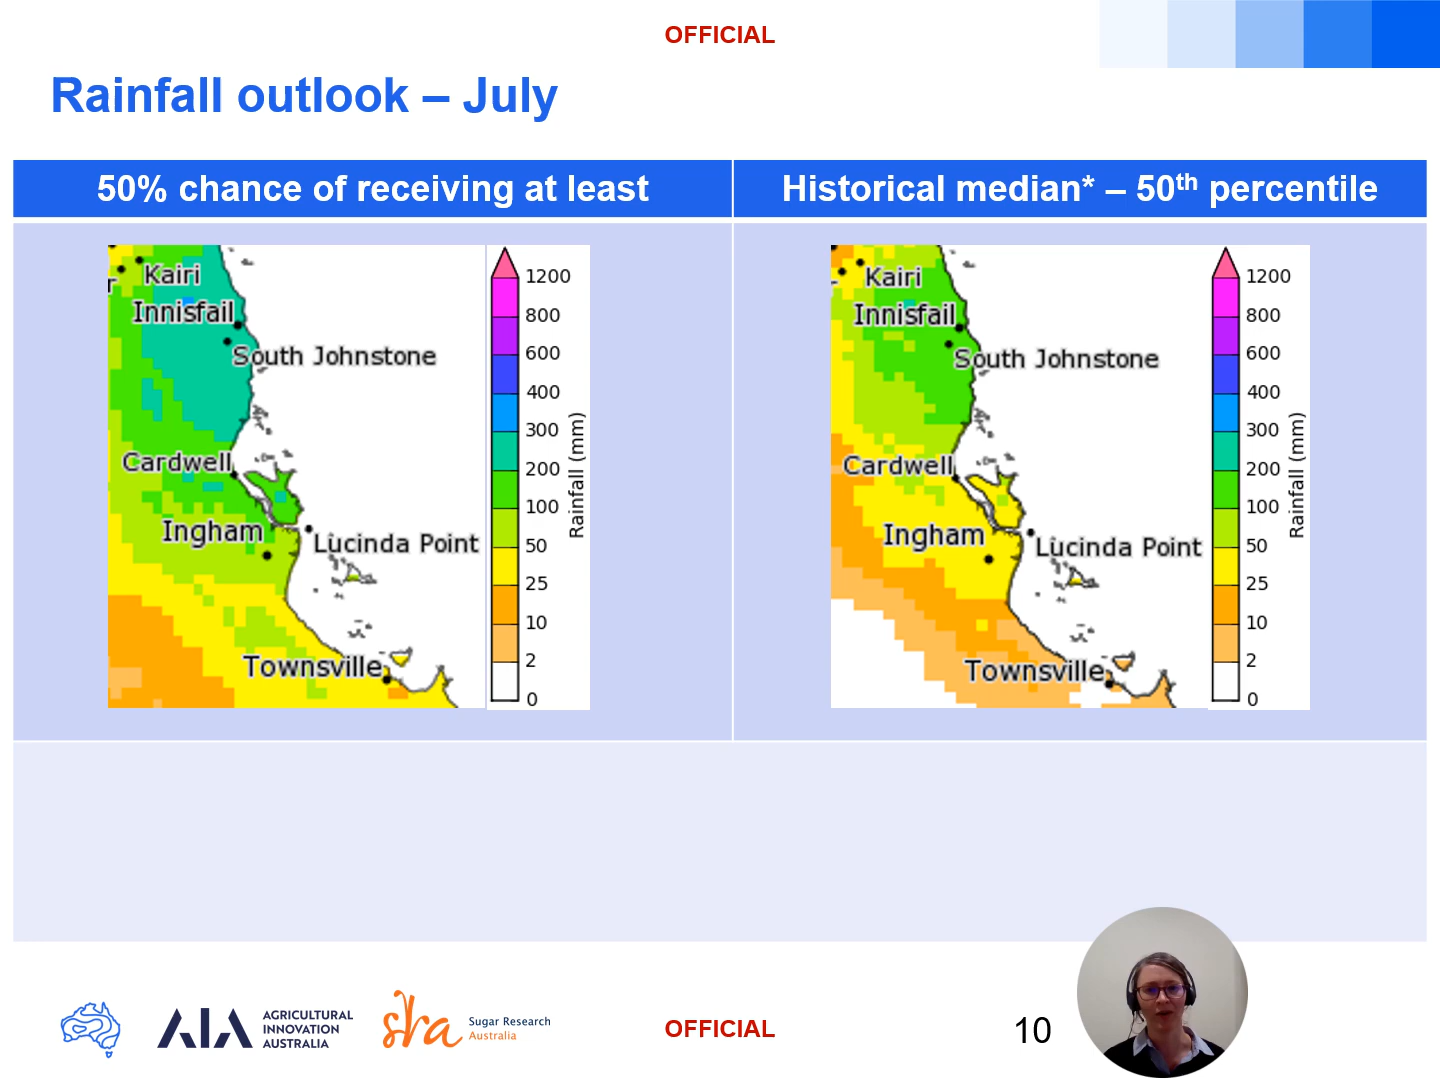 OFFICIAL
Rainfall outlook – July
50% chance of receiving at least
Historical median* – 50th percentile
Kairi
r
Innisfail
South Johnstone
Cardwell
Ingham
Lucinda Point
Townsville
1200
800
600
400
300
200
100
50
25
10
2
0
Rainfall (mm)
Kairi
Innisfail
South Johnstone
Cardwell
Ingham
Lucinda Point
Townsville
1200
800
600
400
300
200
100
50
25
10
2
0
Rainfall (mm)
AIA
AGRICULTURAL
INNOVATION
AUSTRALIA
sra
Sugar Research
Australia
OFFICIAL
10